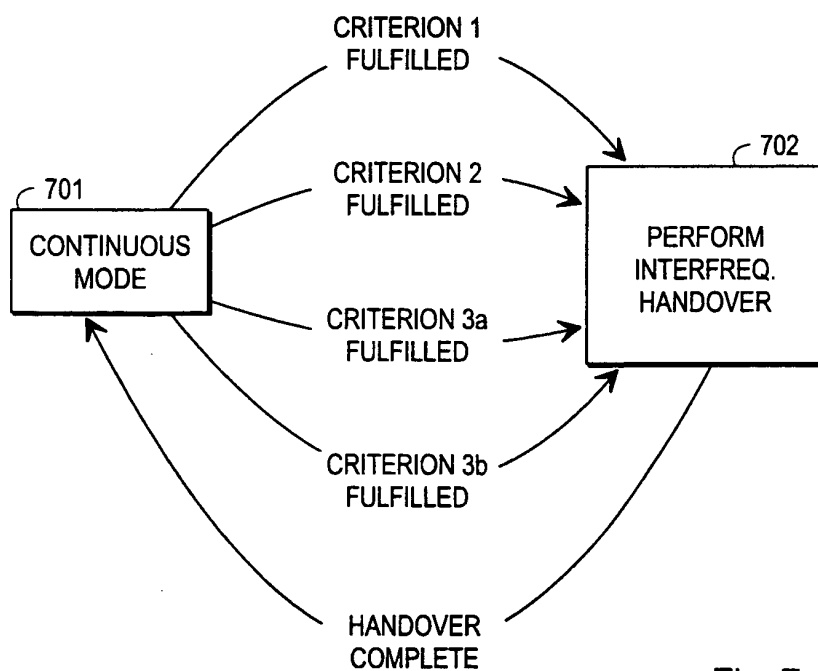 CRITERION 1
FULFILLED
702
CRITERION 2
FULFILLED
701
CONTINUOUS
MODE
PERFORM
INTERFREQ.
HANDOVER
CRITERION 3a
FULFILLED
CRITERION 3b
FULFILLED
HANDOVER
COMPLETE